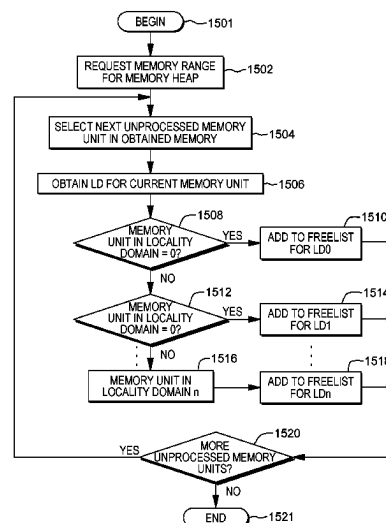 BEGIN
1501
REQUEST MEMORY RANGE
FOR MEMORY HEAP
1502
SELECT NEXT UNPROCESSED MEMORY
UNIT IN OBTAINED MEMORY
1504
OBTAIN LD FOR CURRENT MEMORY UNIT
1506
1508
MEMORY
UNIT IN LOCALITY
DOMAIN = 0?
YES
1510
ADD TO FREELIST
FOR LD0
NO
1512
MEMORY
UNIT IN LOCALITY
DOMAIN = 0?
YES
1514
ADD TO FREELIST
FOR LD1
NO
1516
MEMORY UNIT IN
LOCALITY DOMAIN n
1518
ADD TO FREELIST
FOR LDn
1520
YES
MORE
UNPROCESSED MEMORY
UNITS?
NO
END
1521